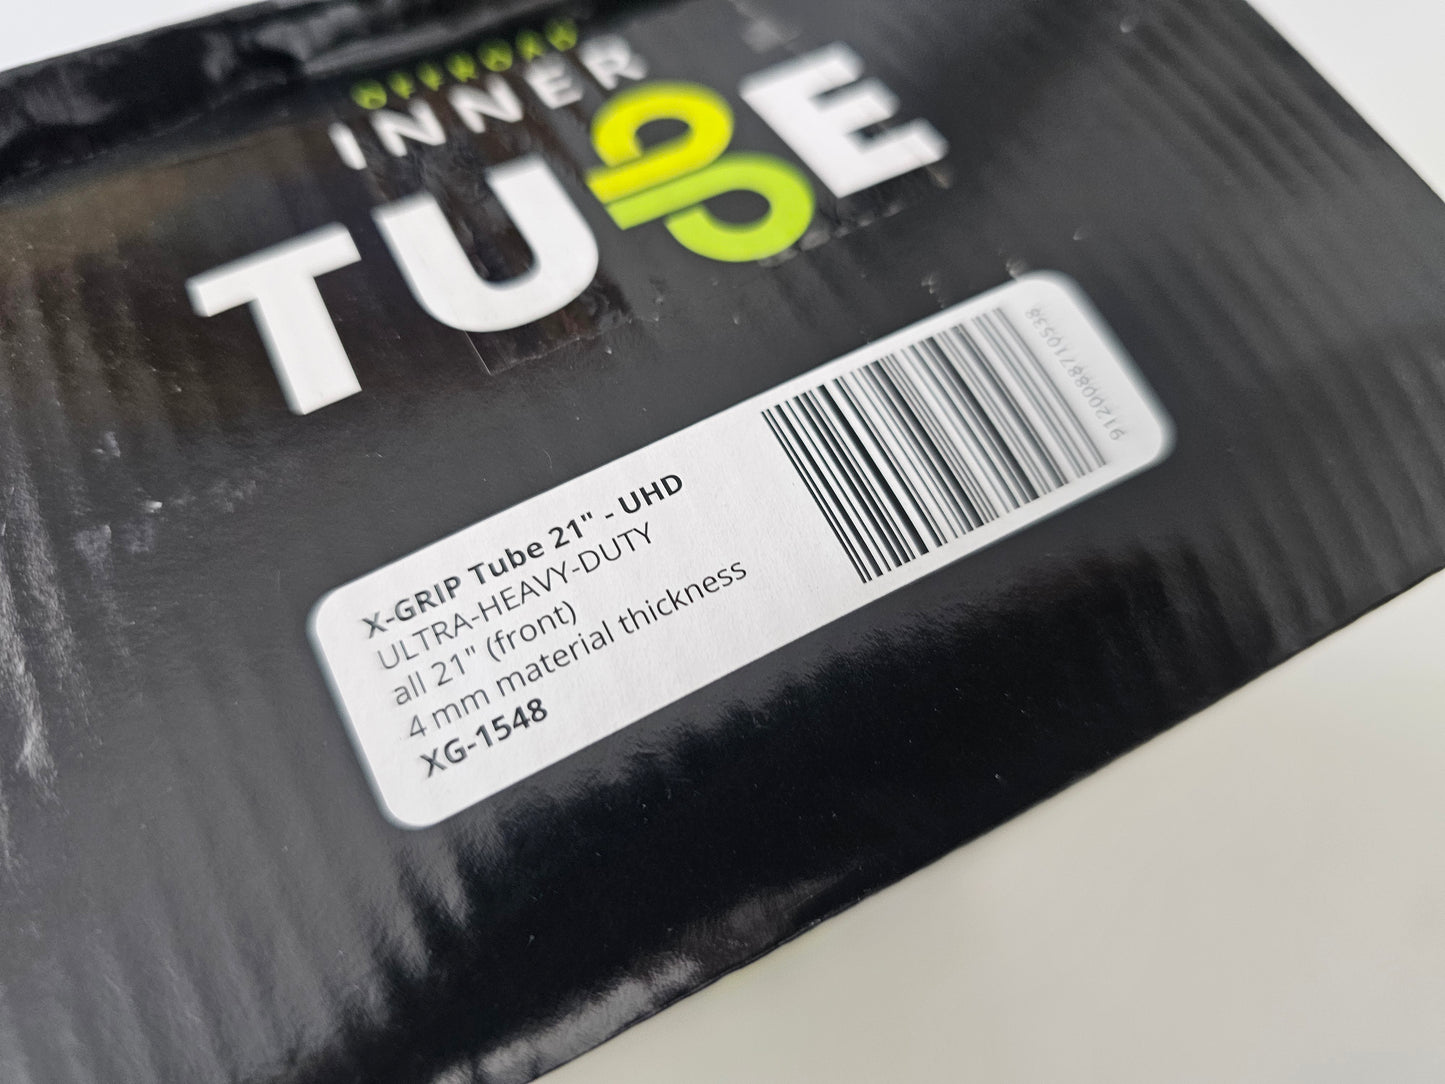 OFFROAD
INNER
TUBE
X-GRIP Tube 21" - UHD
ULTRA-HEAVY-DUTY
all 21" (front)
4 mm material thickness
XG-1548
9120088710538